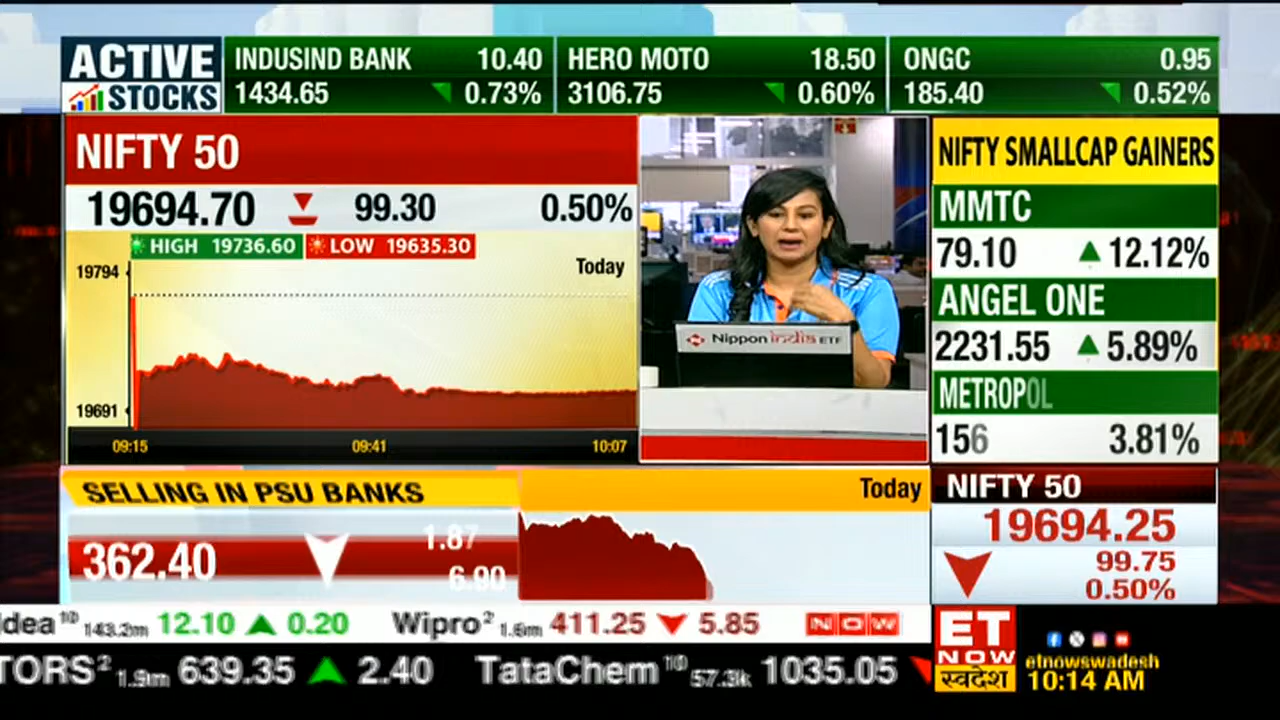 ACTIVE STOCKS
INDUSIND BANK 10.40
1434.65 0.73%
HERO MOTO 18.50
3106.75 0.60%
ONGC 0.95
185.40 0.52%
NIFTY 50
19694.70 99.30 0.50%
HIGH 19736.60 LOW 19635.30
Today
19794
19691
09:15 09:41 10:07
Nippon india ETF
NIFTY SMALLCAP GAINERS
MMTC
79.10 12.12%
ANGEL ONE
2231.55 5.89%
METROPOL
156 3.81%
SELLING IN PSU BANKS
Today
362.40
1.87
6.90
NIFTY 50
19694.25
99.75
0.50%
Idea 10 143.2m 12.10 0.20 Wipro 2 1.6m 411.25 5.85 NOW
TORS 2 1.9m 639.35 2.40 TataChem 10 57.3k 1035.05
ET
NOW
स्वदेश
etnowswadesh
10:14 AM